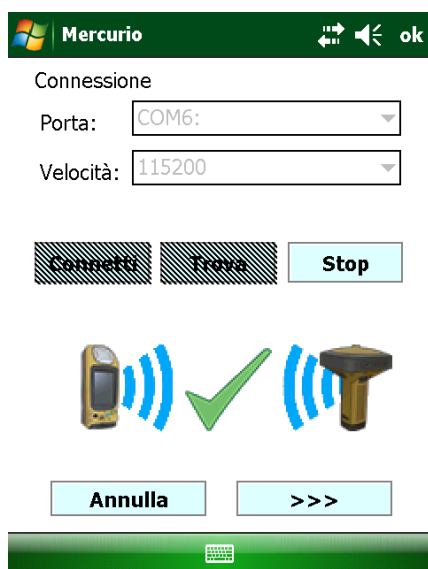 Mercurio ok
Connessione
Porta: COM6:
Velocità: 115200
Connetti Trova Stop
Annulla >>>